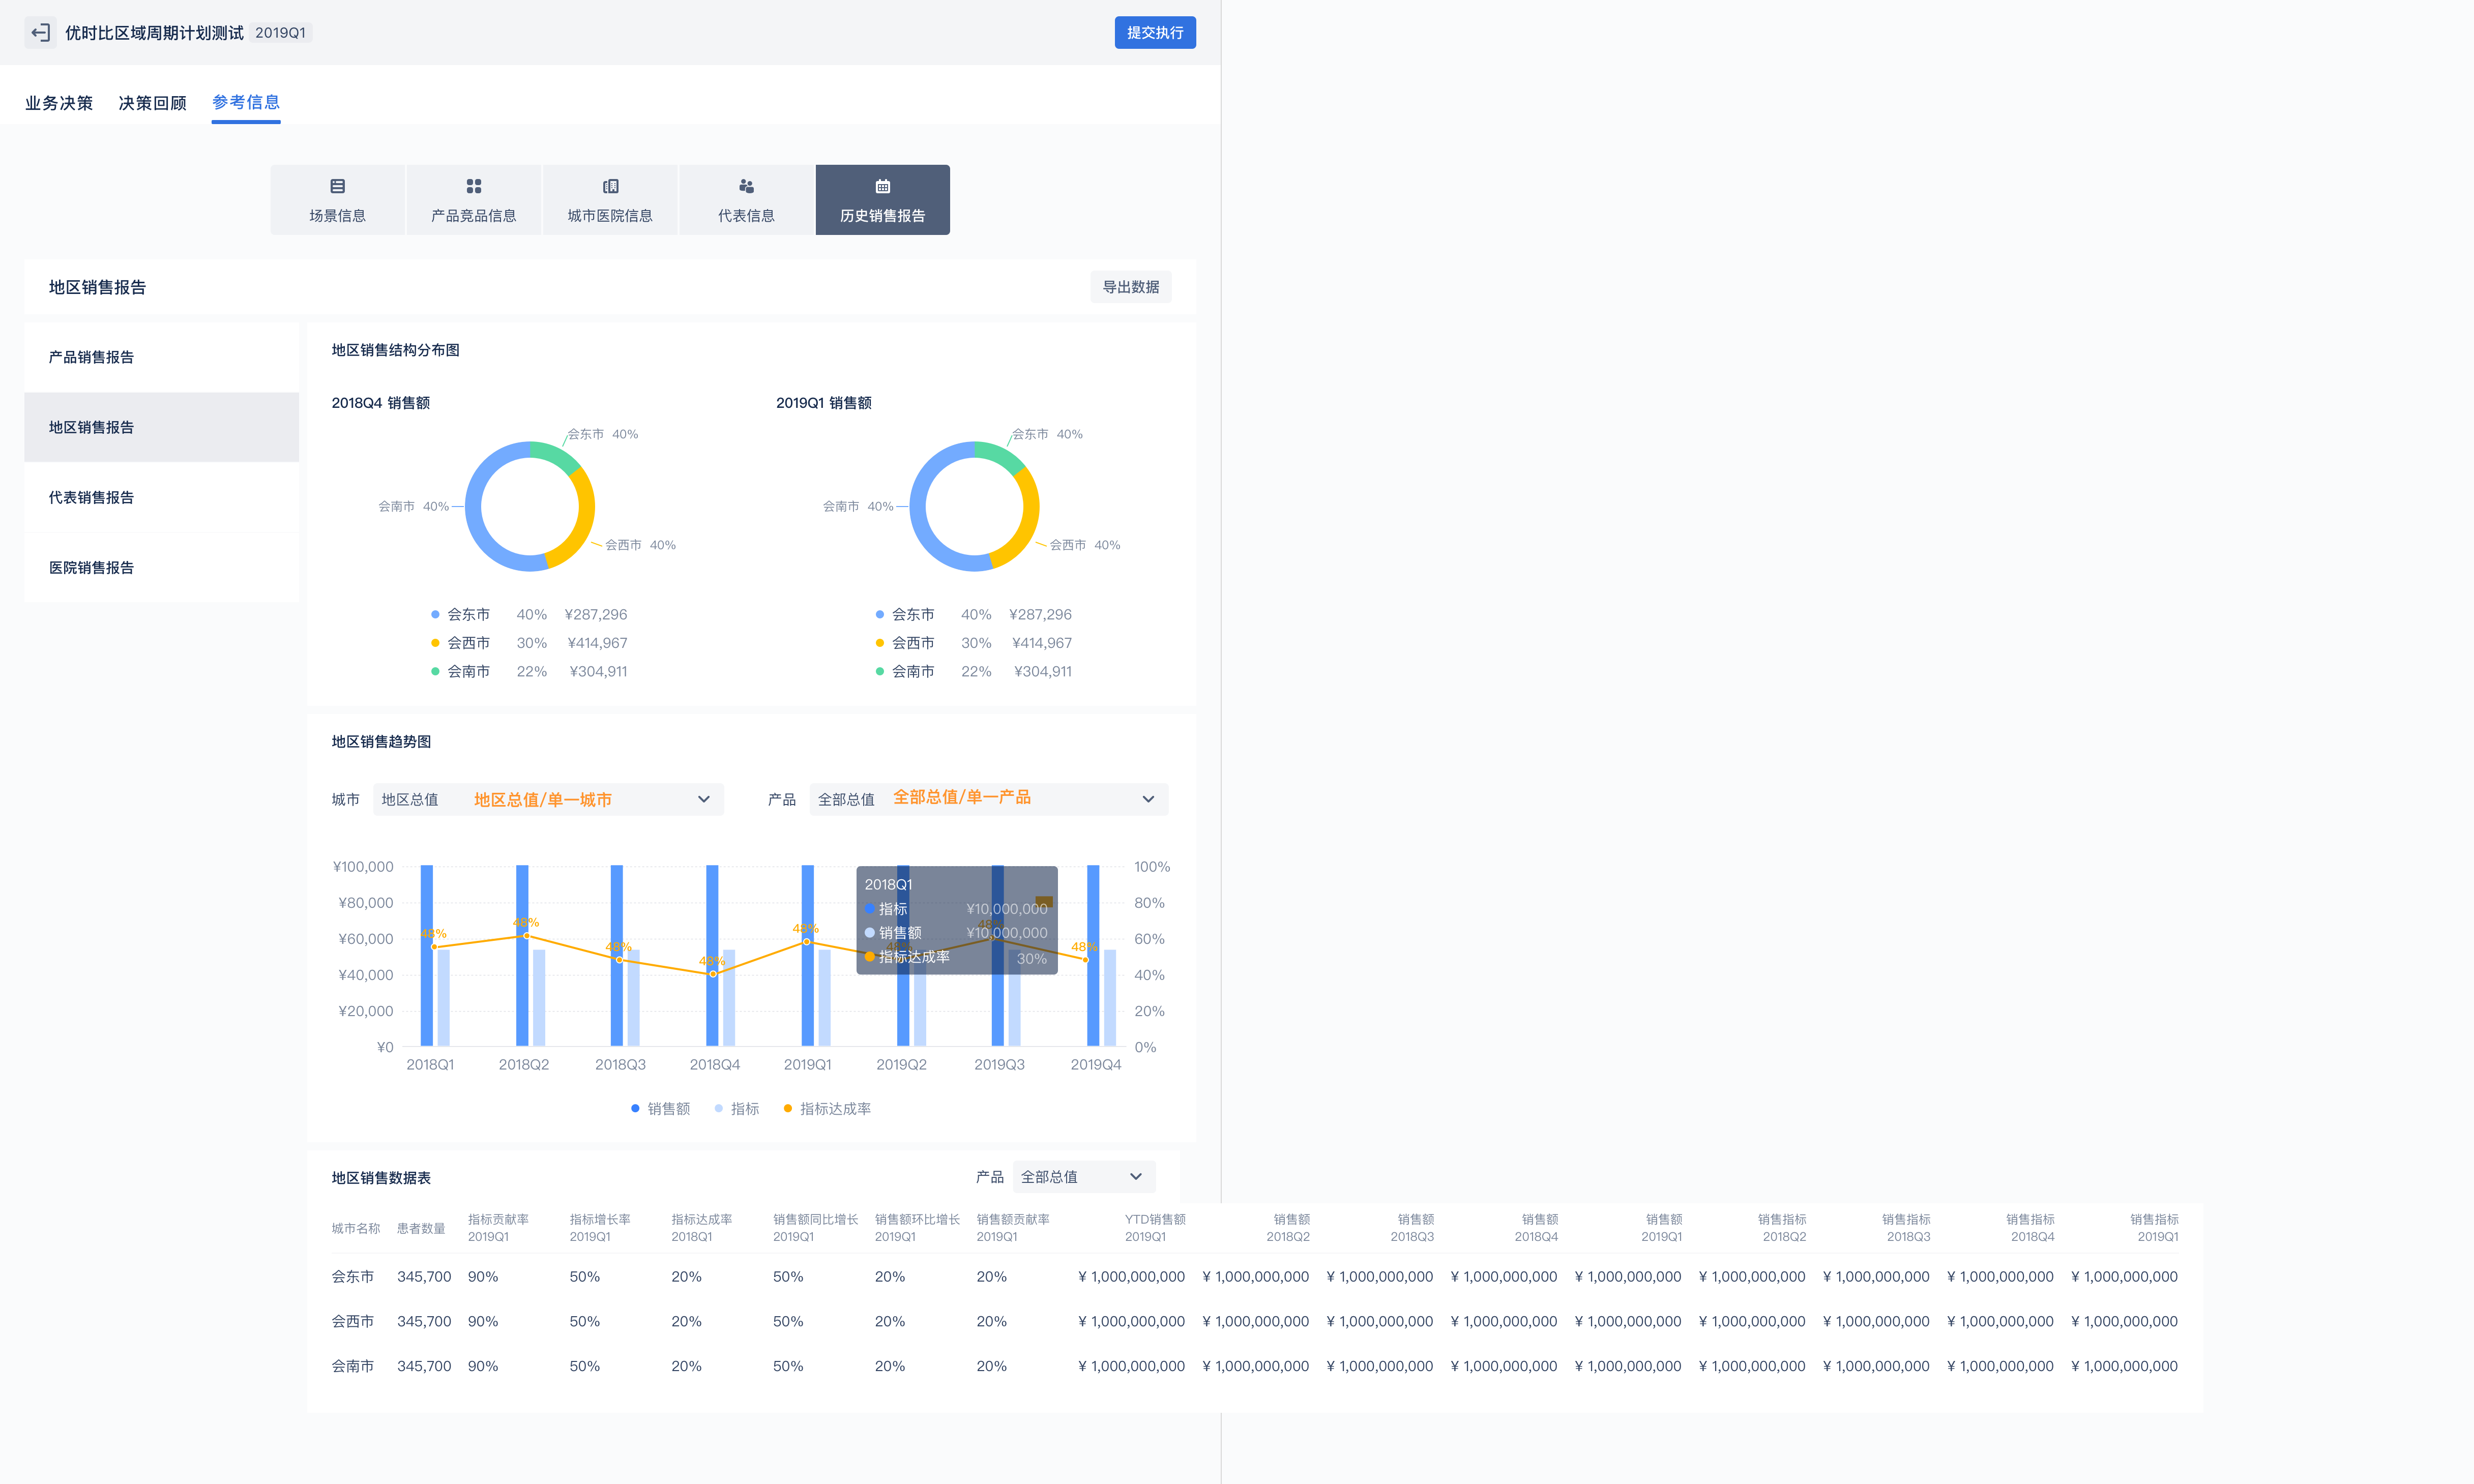 优时比区域周期计划测试 2019Q1 提交执行
业务决策 决策回顾 参考信息
场景信息 产品竞品信息 城市医院信息 代表信息 历史销售报告
地区销售报告 导出数据
产品销售报告
地区销售报告
代表销售报告
医院销售报告
地区销售结构分布图
2018Q4 销售额
会东市 40%
会南市 40%
会西市 40%
会东市 40% ¥287,296
会西市 30% ¥414,967
会南市 22% ¥304,911
2019Q1 销售额
会东市 40%
会南市 40%
会西市 40%
会东市 40% ¥287,296
会西市 30% ¥414,967
会南市 22% ¥304,911
地区销售趋势图
城市 地区总值 地区总值/单一城市 产品 全部总值 全部总值/单一产品
¥100,000 100%
¥80,000 80%
¥60,000 60%
¥40,000 40%
¥20,000 20%
¥0 0%
48% 48% 48% 48% 48% 48% 48% 48%
2018Q1
指标 ¥10,000,000
销售额 ¥10,000,000
指标达成率 30%
2018Q1 2018Q2 2018Q3 2018Q4 2019Q1 2019Q2 2019Q3 2019Q4
销售额 指标 指标达成率
地区销售数据表 产品 全部总值
城市名称 患者数量 指标贡献率 指标增长率 指标达成率 销售额同比增长 销售额环比增长 销售额贡献率 YTD销售额 销售额 销售额 销售额 销售额 销售指标 销售指标 销售指标 销售指标
2019Q1 2019Q1 2018Q1 2019Q1 2019Q1 2019Q1 2019Q1 2018Q2 2018Q3 2018Q4 2019Q1 2018Q2 2018Q3 2018Q4 2019Q1
会东市 345,700 90% 50% 20% 50% 20% 20% ¥ 1,000,000,000 ¥ 1,000,000,000 ¥ 1,000,000,000 ¥ 1,000,000,000 ¥ 1,000,000,000 ¥ 1,000,000,000 ¥ 1,000,000,000 ¥ 1,000,000,000 ¥ 1,000,000,000
会西市 345,700 90% 50% 20% 50% 20% 20% ¥ 1,000,000,000 ¥ 1,000,000,000 ¥ 1,000,000,000 ¥ 1,000,000,000 ¥ 1,000,000,000 ¥ 1,000,000,000 ¥ 1,000,000,000 ¥ 1,000,000,000 ¥ 1,000,000,000
会南市 345,700 90% 50% 20% 50% 20% 20% ¥ 1,000,000,000 ¥ 1,000,000,000 ¥ 1,000,000,000 ¥ 1,000,000,000 ¥ 1,000,000,000 ¥ 1,000,000,000 ¥ 1,000,000,000 ¥ 1,000,000,000 ¥ 1,000,000,000